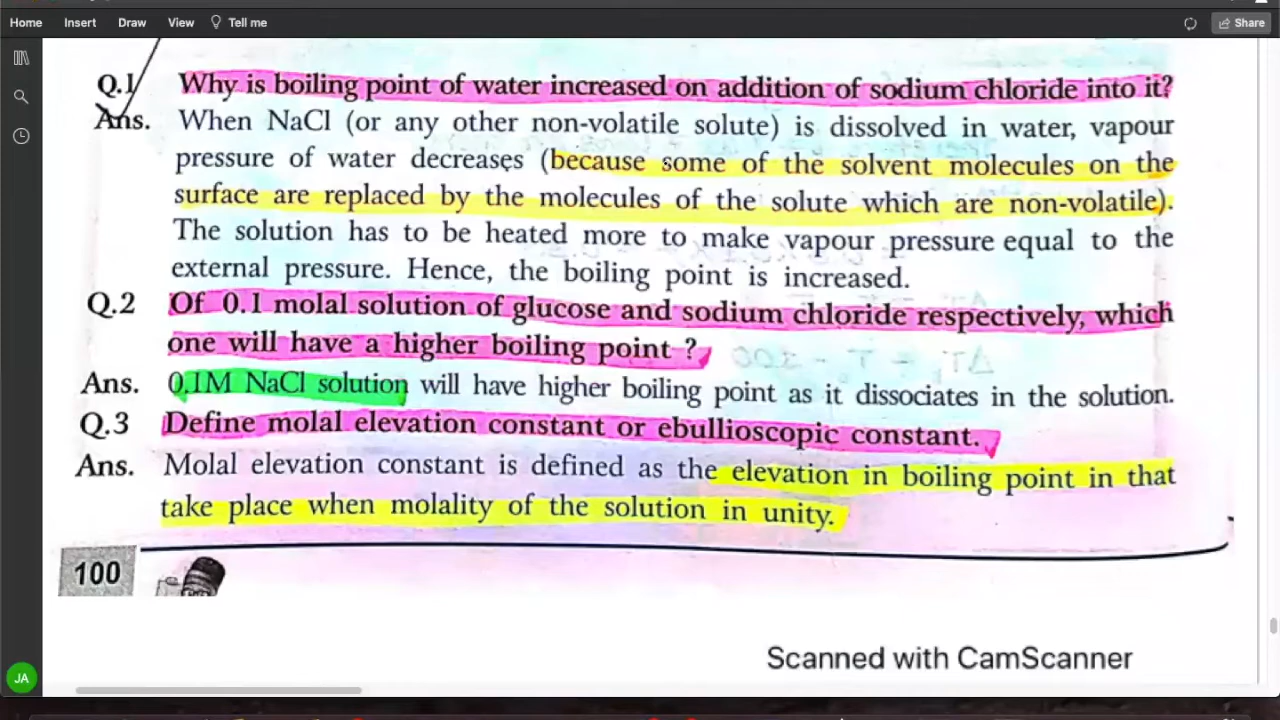 Home Insert Draw View Tell me Share
Q.1 Why is boiling point of water increased on addition of sodium chloride into it?
Ans. When NaCl (or any other non-volatile solute) is dissolved in water, vapour
pressure of water decreases (because some of the solvent molecules on the
surface are replaced by the molecules of the solute which are non-volatile).
The solution has to be heated more to make vapour pressure equal to the
external pressure. Hence, the boiling point is increased.
Q.2 Of 0.1 molal solution of glucose and sodium chloride respectively, which
one will have a higher boiling point ?
Ans. 0.1M NaCl solution will have higher boiling point as it dissociates in the solution.
Q.3 Define molal elevation constant or ebullioscopic constant.
Ans. Molal elevation constant is defined as the elevation in boiling point in that
take place when molality of the solution in unity.
100
JA
Scanned with CamScanner